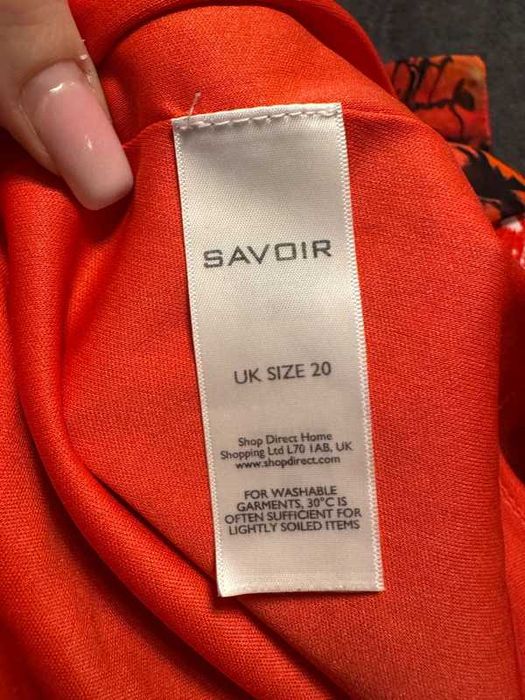 SAVOIR
UK SIZE 20
Shop Direct Home
Shopping Ltd L70 1AB, UK
www.shopdirect.com
FOR WASHABLE
GARMENTS, 30°C IS
OFTEN SUFFICIENT FOR
LIGHTLY SOILED ITEMS